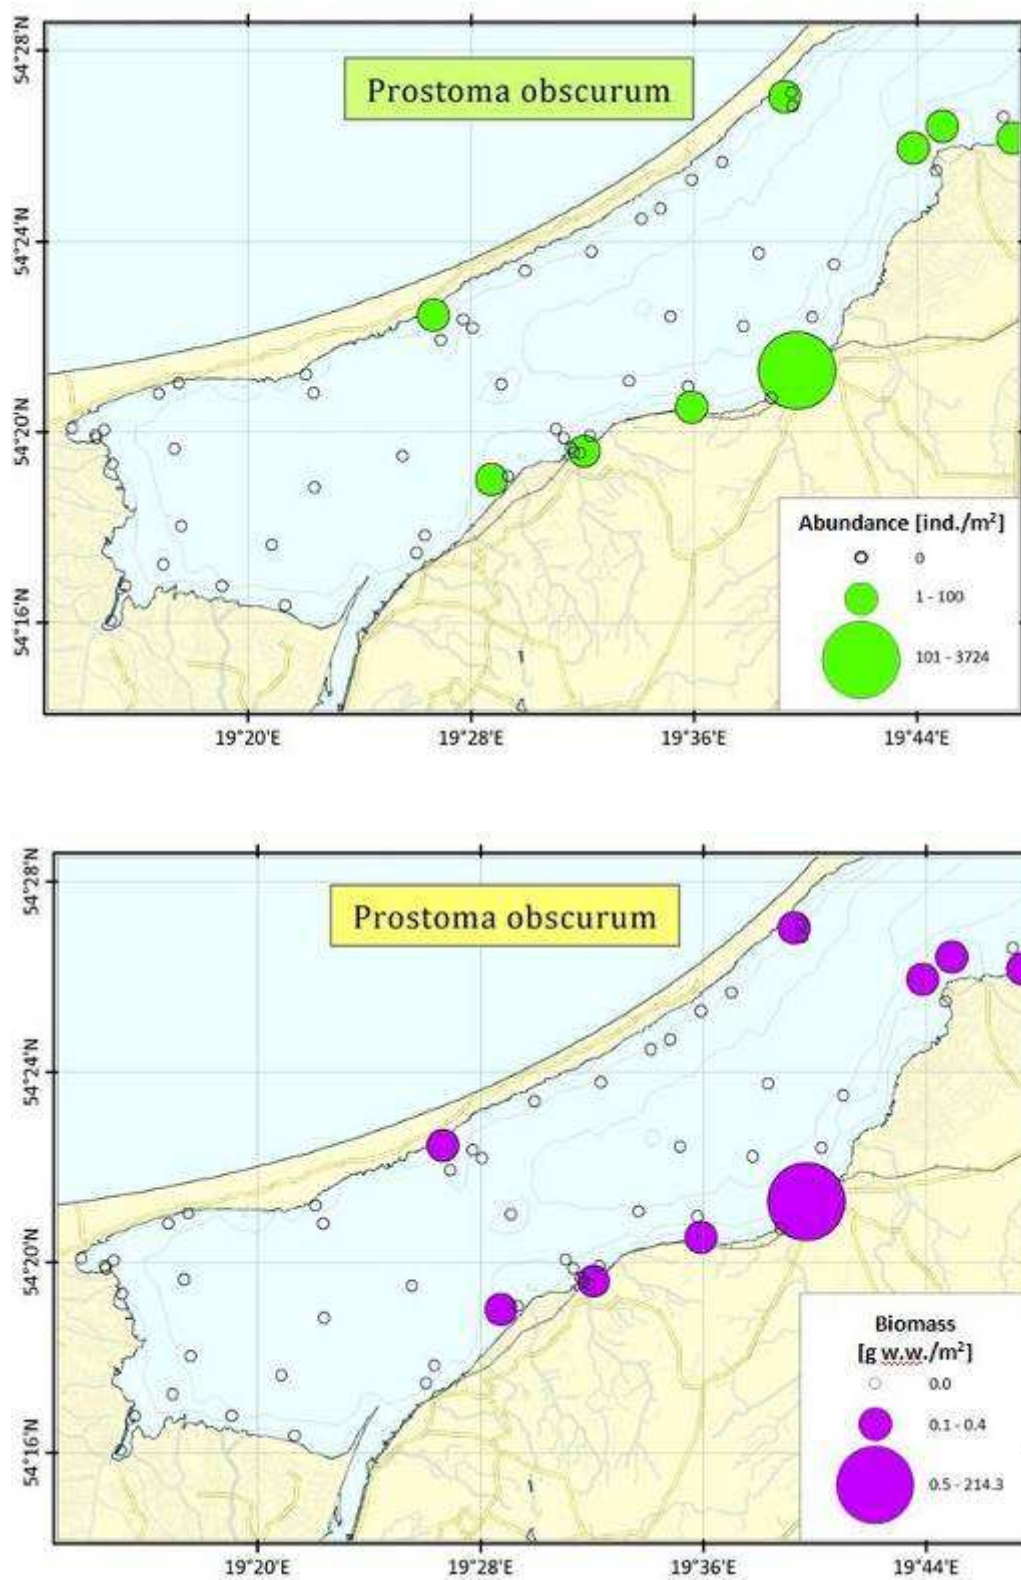 54°28'N
Prostoma obscurum
54°24'N
54°20'N
Abundance [ind./m²]
0
1 - 100
101 - 3724
54°16'N
19°20'E
19°28'E
19°36'E
19°44'E
54°28'N
Prostoma obscurum
54°24'N
54°20'N
Biomass
[g w.w./m²]
0.0
0.1 - 0.4
0.5 - 214.3
54°16'N
19°20'E
19°28'E
19°36'E
19°44'E